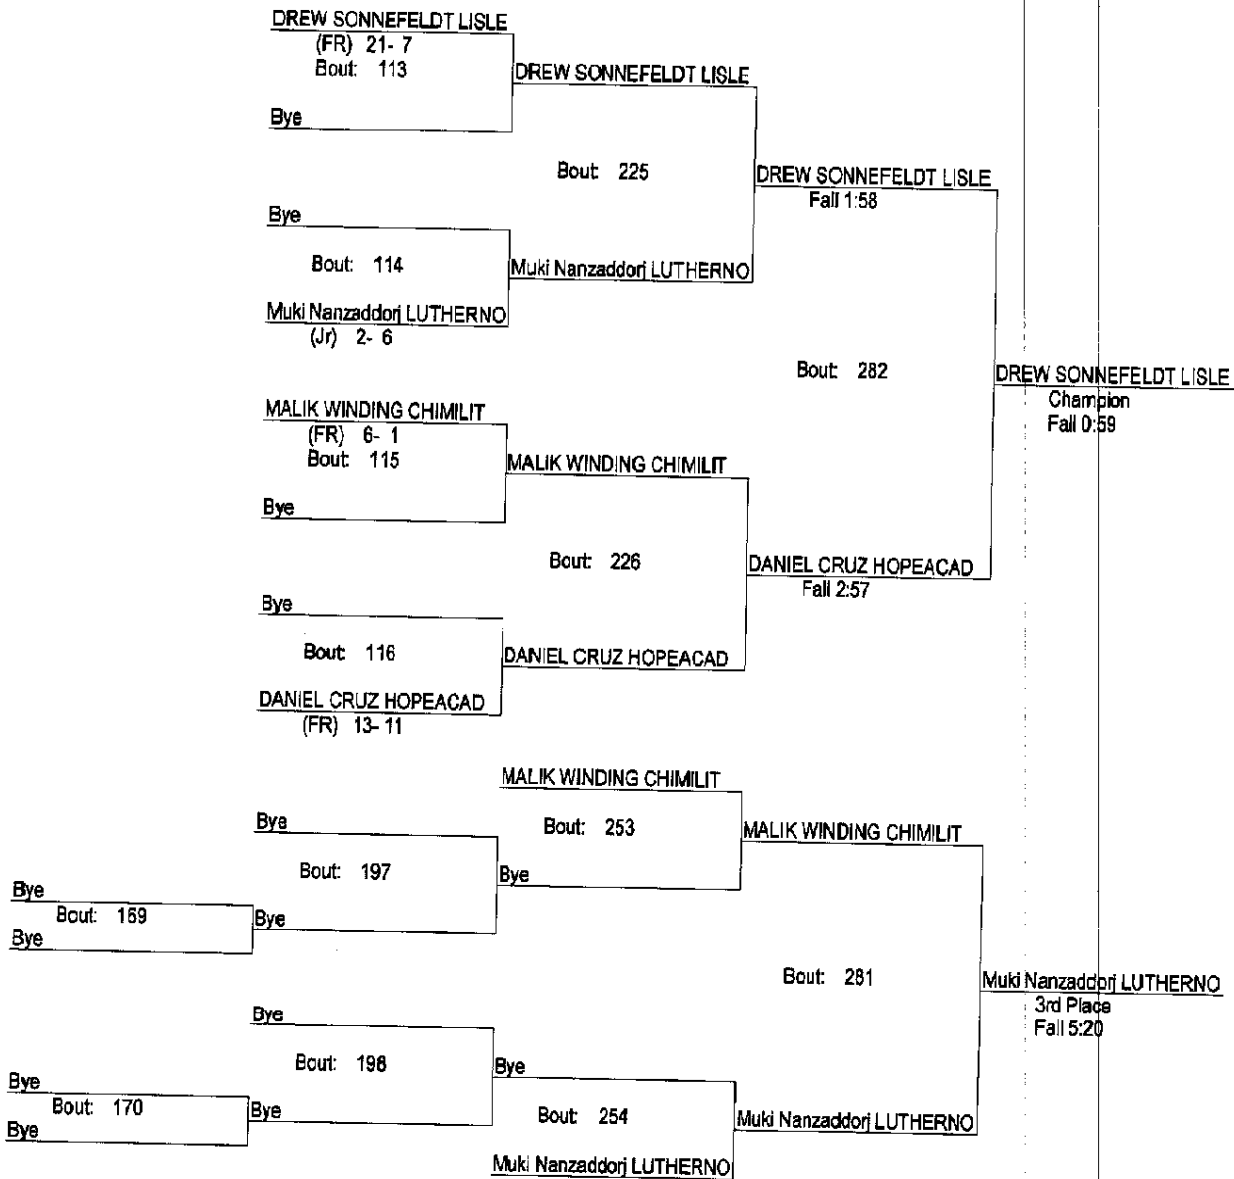 DREW SONNEFELDT LISLE
(FR) 21- 7
Bout: 113
DREW SONNEFELDT LISLE
Bye
Bout: 225
DREW SONNEFELDT LISLE
Fall 1:58
Bye
Bout: 114
Muki Nanzaddorj LUTHERNO
Muki Nanzaddorj LUTHERNO
(Jr) 2- 6
Bout: 282
DREW SONNEFELDT LISLE
Champion
Fall 0:59
MALIK WINDING CHIMILIT
(FR) 6- 1
Bout: 115
MALIK WINDING CHIMILIT
Bye
Bout: 226
DANIEL CRUZ HOPEACAD
Fall 2:57
Bye
Bout: 116
DANIEL CRUZ HOPEACAD
DANIEL CRUZ HOPEACAD
(FR) 13- 11
MALIK WINDING CHIMILIT
Bye
Bout: 253
MALIK WINDING CHIMILIT
Bout: 197
Bye
Bye
Bout: 169
Bye
Bye
Bout: 281
Muki Nanzaddorj LUTHERNO
3rd Place
Fall 5:20
Bye
Bout: 198
Bye
Bye
Bout: 170
Bye
Bout: 254
Muki Nanzaddorj LUTHERNO
Bye
Muki Nanzaddorj LUTHERNO